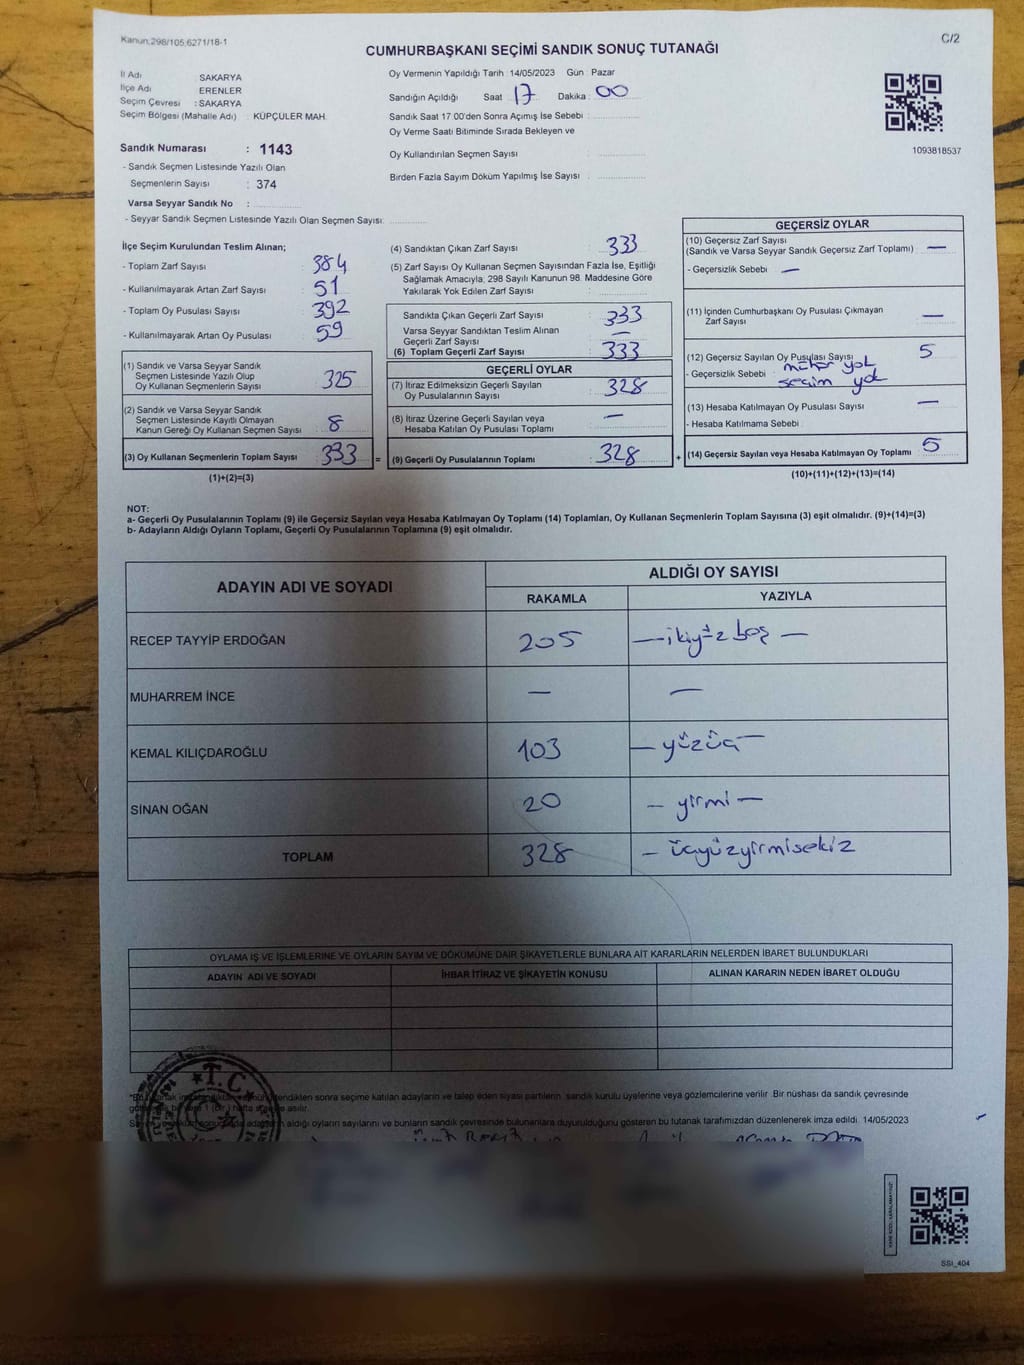 Kanun:298/105,6271/18-1
C/2
CUMHURBAŞKANI SEÇİMİ SANDIK SONUÇ TUTANAĞI
İl Adı SAKARYA
İlçe Adı ERENLER
Seçim Çevresi : SAKARYA
Seçim Bölgesi (Mahalle Adı) : KÜPÇÜLER MAH.
Sandık Numarası : 1143
- Sandık Seçmen Listesinde Yazılı Olan
Seçmenlerin Sayısı : 374
Varsa Seyyar Sandık No :
- Seyyar Sandık Seçmen Listesinde Yazılı Olan Seçmen Sayısı:
Oy Vermenin Yapıldığı Tarih : 14/05/2023 Gün : Pazar
Sandığın Açıldığı Saat : 17 Dakika : 00
Sandık Saat 17.00'den Sonra Açımış İse Sebebi :
Oy Verme Saati Bitiminde Sırada Bekleyen ve
Oy Kullandırılan Seçmen Sayısı :
Birden Fazla Sayım Döküm Yapılmış İse Sayısı :
1093818537
İlçe Seçim Kurulundan Teslim Alınan;
- Toplam Zarf Sayısı : 384
- Kullanılmayarak Artan Zarf Sayısı : 51
- Toplam Oy Pusulası Sayısı : 392
- Kullanılmayarak Artan Oy Pusulası : 59
(1) Sandık ve Varsa Seyyar Sandık
Seçmen Listesinde Yazılı Olup
Oy Kullanan Seçmenlerin Sayısı : 325
(2) Sandık ve Varsa Seyyar Sandık
Seçmen Listesinde Kayıtlı Olmayan
Kanun Gereği Oy Kullanan Seçmen Sayısı : 8
(3) Oy Kullanan Seçmenlerin Toplam Sayısı : 333 =
(1)+(2)=(3)
(4) Sandıktan Çıkan Zarf Sayısı : 333
(5) Zarf Sayısı Oy Kullanan Seçmen Sayısından Fazla İse, Eşitliği
Sağlamak Amacıyla, 298 Sayılı Kanunun 98. Maddesine Göre
Yakılarak Yok Edilen Zarf Sayısı :
Sandıkta Çıkan Geçerli Zarf Sayısı : 333
Varsa Seyyar Sandıktan Teslim Alınan
Geçerli Zarf Sayısı : —
(6) Toplam Geçerli Zarf Sayısı : 333
GEÇERLİ OYLAR
(7) İtiraz Edilmeksizin Geçerli Sayılan
Oy Pusulalarının Sayısı : 328
(8) İtiraz Üzerine Geçerli Sayılan veya
Hesaba Katılan Oy Pusulası Toplamı : —
(9) Geçerli Oy Pusulalarının Toplamı : 328 +
GEÇERSİZ OYLAR
(10) Geçersiz Zarf Sayısı
(Sandık ve Varsa Seyyar Sandık Geçersiz Zarf Toplamı) : —
- Geçersizlik Sebebi : —
(11) İçinden Cumhurbaşkanı Oy Pusulası Çıkmayan
Zarf Sayısı : —
(12) Geçersiz Sayılan Oy Pusulası Sayısı : 5
- Geçersizlik Sebebi : mühür yok
seçim yok
(13) Hesaba Katılmayan Oy Pusulası Sayısı : —
- Hesaba Katılmama Sebebi :
(14) Geçersiz Sayılan veya Hesaba Katılmayan Oy Toplamı : 5
(10)+(11)+(12)+(13)=(14)
NOT:
a- Geçerli Oy Pusulalarının Toplamı (9) ile Geçersiz Sayılan veya Hesaba Katılmayan Oy Toplamı (14) Toplamları, Oy Kullanan Seçmenlerin Toplam Sayısına (3) eşit olmalıdır. (9)+(14)=(3)
b- Adayların Aldığı Oyların Toplamı, Geçerli Oy Pusulalarının Toplamına (9) eşit olmalıdır.
ADAYIN ADI VE SOYADI
ALDIĞI OY SAYISI
RAKAMLA YAZIYLA
RECEP TAYYİP ERDOĞAN 205 — ikiyüz beş —
MUHARREM İNCE — —
KEMAL KILIÇDAROĞLU 103 — yüzüç —
SİNAN OĞAN 20 — yirmi —
TOPLAM 328 — üçyüzyirmisekiz
OYLAMA İŞ VE İŞLEMLERİNE VE OYLARIN SAYIM VE DÖKÜMÜNE DAİR ŞİKAYETLERLE BUNLARA AİT KARARLARIN NELERDEN İBARET BULUNDUKLARI
ADAYIN ADI VE SOYADI İHBAR İTİRAZ VE ŞİKAYETİN KONUSU ALINAN KARARIN NEDEN İBARET OLDUĞU
T.C
sonra seçime katılan adayların ve talep eden siyasi partilerin sandık kurulu üyelerine veya gözlemcilerine verilir. Bir nüshası da sandık çevresinde
asılır.
aldığı oyların sayılarını ve bunların sandık çevresinde bulunanlara duyurulduğunu gösteren bu tutanak tarafımızdan düzenlenerek imza edildi. 14/05/2023
SSI_404